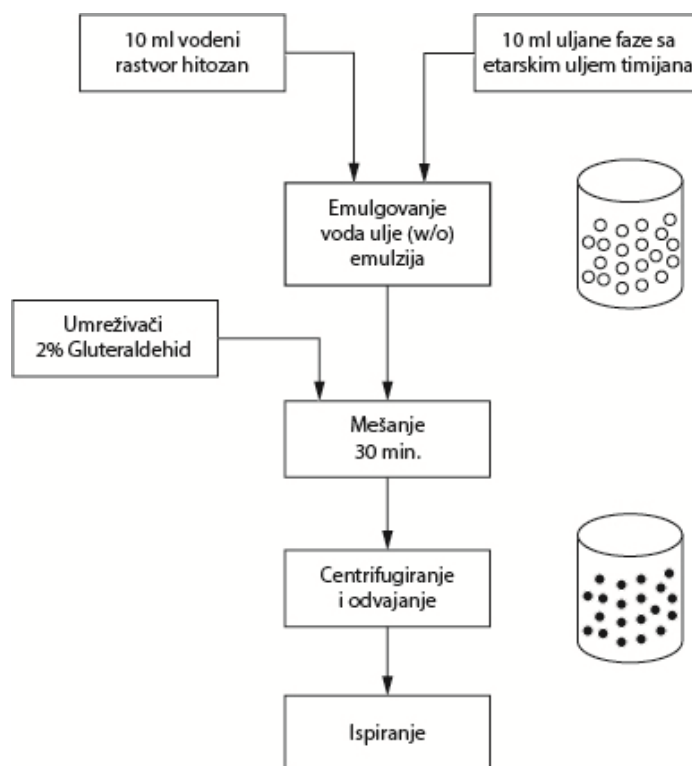 10 ml vodeni
rastvor hitozan
10 ml uljane faze sa
etarskim uljem timijana
Emulgovanje
voda ulje (w/o)
emulzija
Umreživači
2% Gluteraldehid
Mešanje
30 min.
Centrifugiranje
i odvajanje
Ispiranje